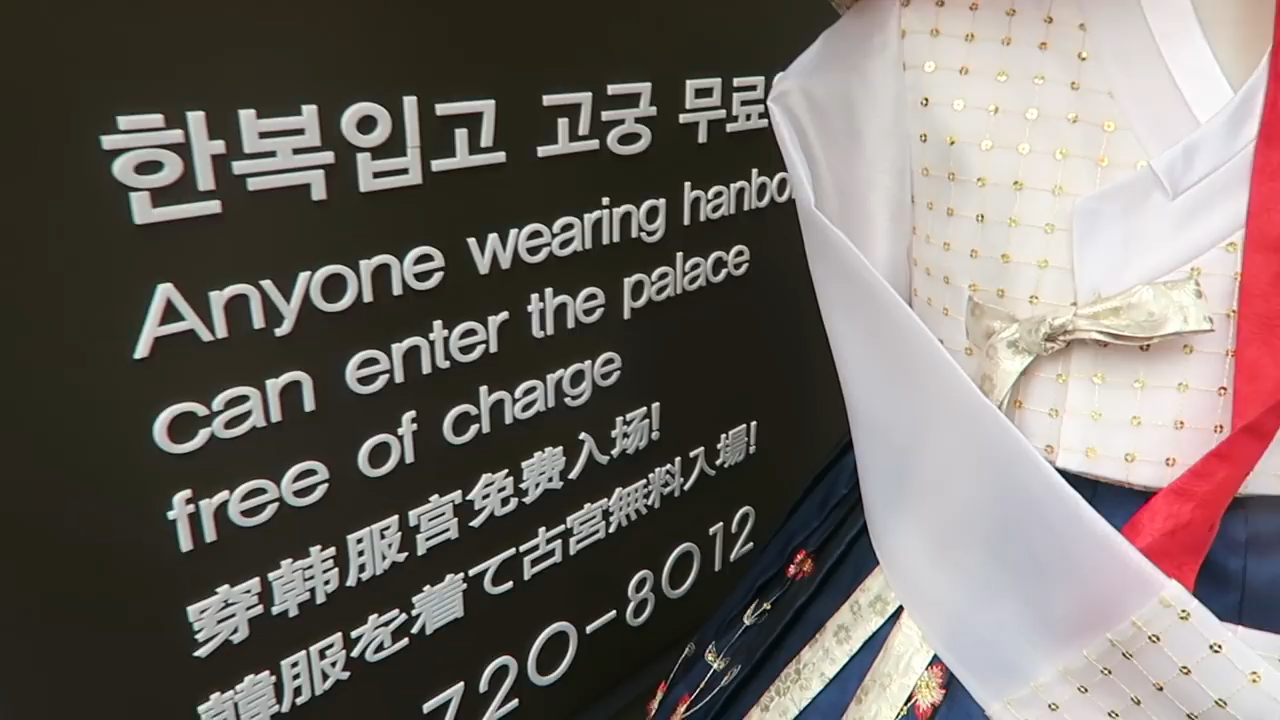 한복입고 고궁 무료
Anyone wearing hanbo
can enter the palace
free of charge
穿韩服宫免费入场!
韓服を着て古宮無料入場!
720-8012